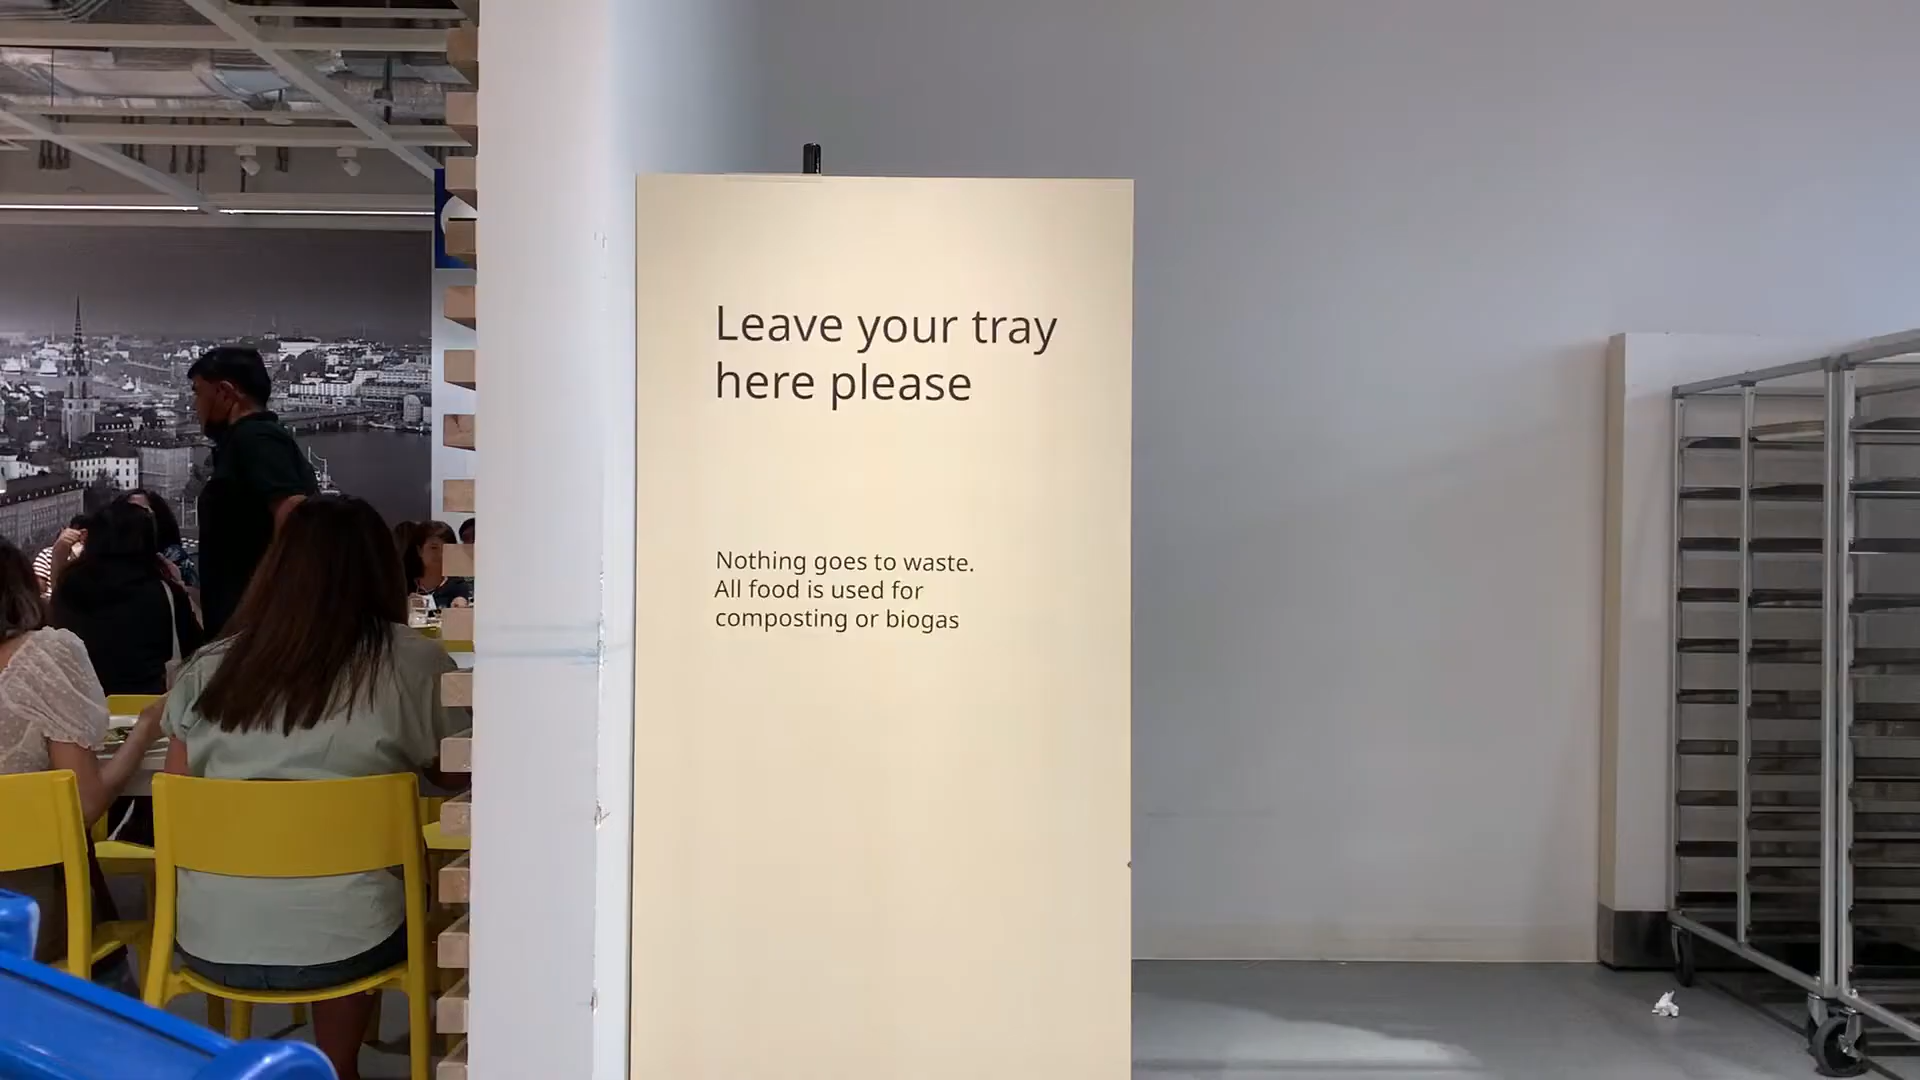 Leave your tray
here please
Nothing goes to waste.
All food is used for
composting or biogas